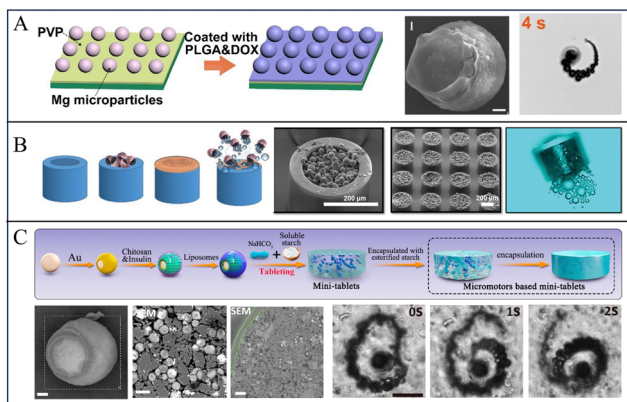 A
PVP
Mg microparticles
Coated with
PLGA&DOX
I
4 s
B
200 μm
200 μm
C
Au
Chitosan
&Insulin
Liposomes
NaHCO3
Soluble
starch
Tableting
Mini-tablets
Encapsulated with
esterified starch
encapsulation
Micromotors based mini-tablets
SEM
SEM
0S
1S
2S